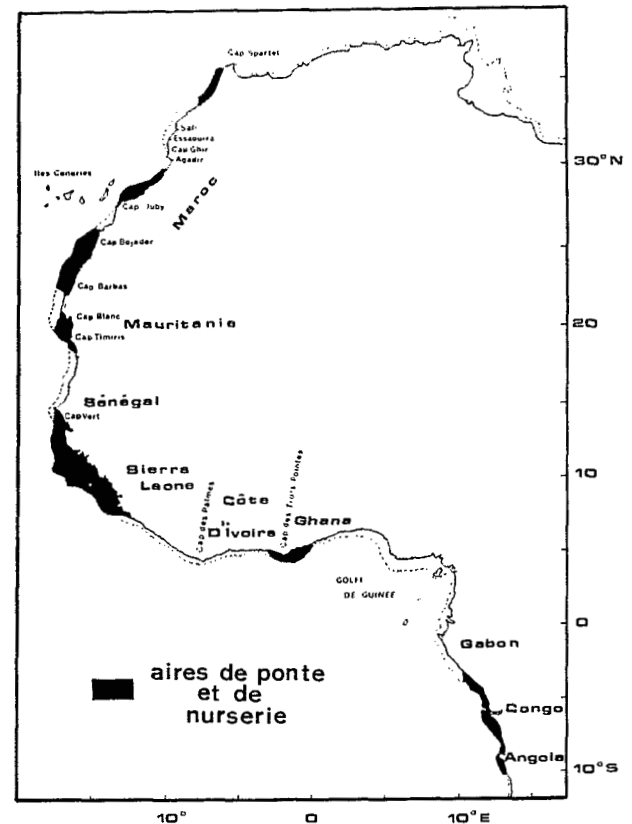 Cap Spartel
Safi
Essaouira
Cap Ghir
Agadir
30°N
Iles Canaries
Cap Juby
Maroc
Cap Bojador
Cap Barbas
Cap Blanc
Mauritanie
20
Cap Timiris
Sénégal
Cap Vert
Sierra
Leone
10
Cap des Palmes
Côte
D'Ivoire
Cap des Trois Pointes
Ghana
GOLFE
DE GUINEE
0
Gabon
aires de ponte
et de
nurserie
Congo
Angola
10°S
10°
0
10°E